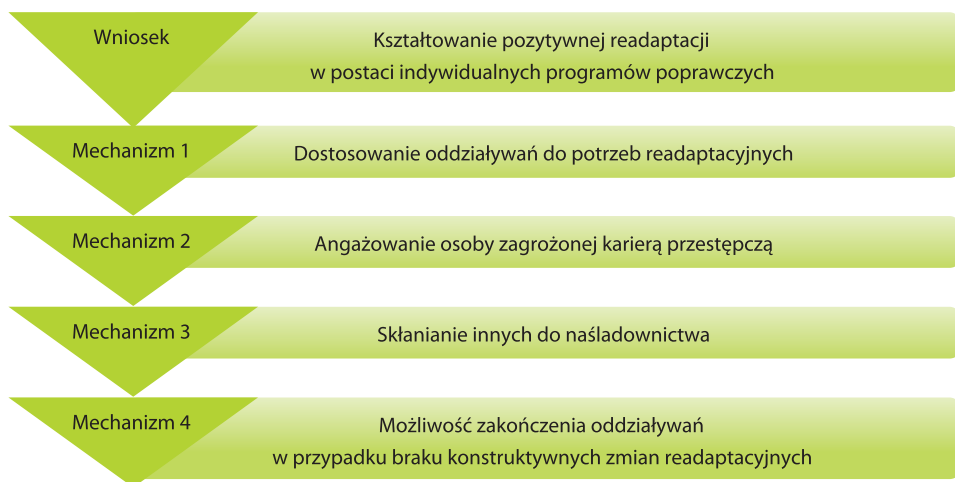 Wniosek
Kształtowanie pozytywnej readaptacji
w postaci indywidualnych programów poprawczych
Mechanizm 1
Dostosowanie oddziaływań do potrzeb readaptacyjnych
Mechanizm 2
Angażowanie osoby zagrożonej karierą przestępczą
Mechanizm 3
Skłanianie innych do naśladownictwa
Mechanizm 4
Możliwość zakończenia oddziaływań
w przypadku braku konstruktywnych zmian readaptacyjnych